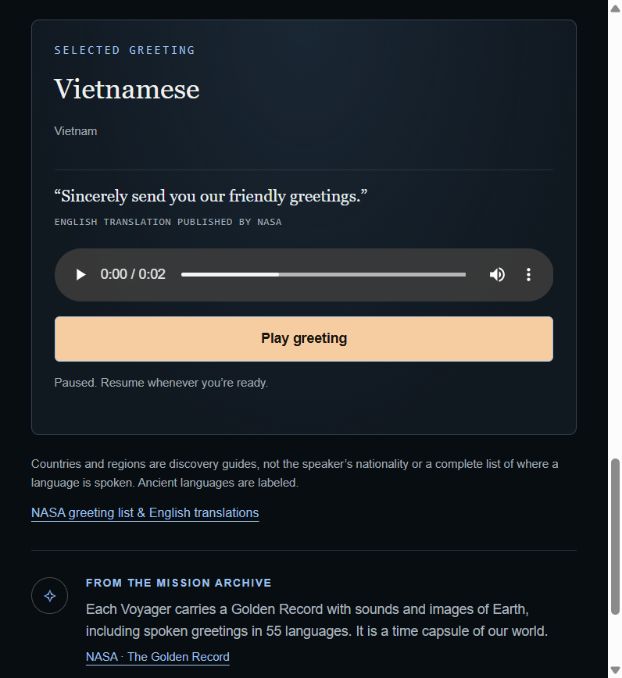 SELECTED GREETING
Vietnamese
Vietnam
“Sincerely send you our friendly greetings.”
ENGLISH TRANSLATION PUBLISHED BY NASA
0:00 / 0:02
Play greeting
Paused. Resume whenever you’re ready.
Countries and regions are discovery guides, not the speaker’s nationality or a complete list of where a
language is spoken. Ancient languages are labeled.
NASA greeting list & English translations
FROM THE MISSION ARCHIVE
Each Voyager carries a Golden Record with sounds and images of Earth,
including spoken greetings in 55 languages. It is a time capsule of our world.
NASA · The Golden Record